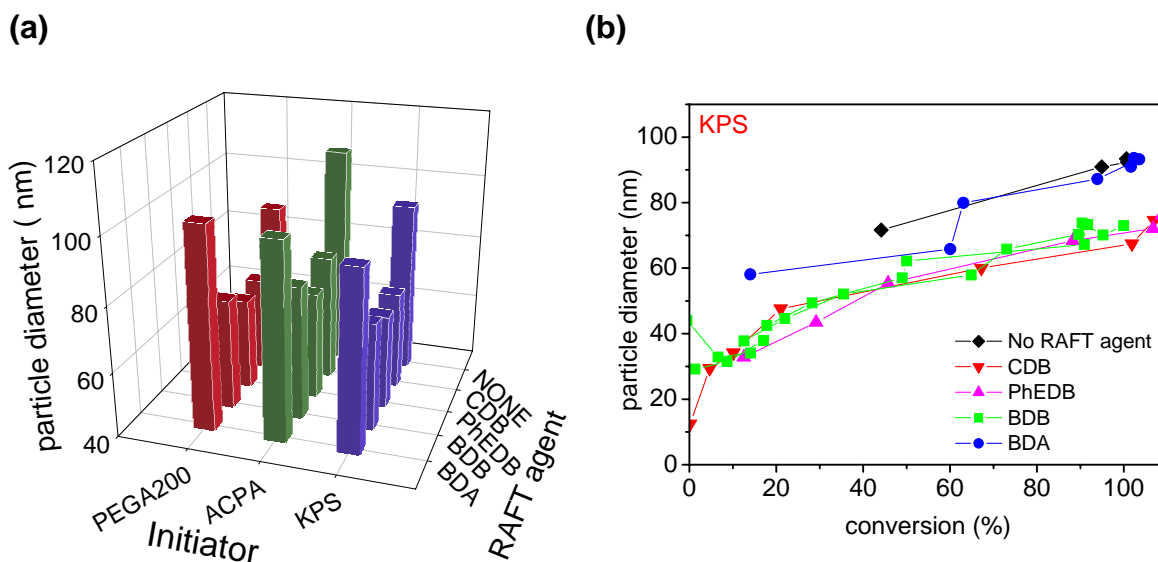 (a)
(b)
particle diameter ( nm)
120
100
80
60
40
PEGA200
ACPA
KPS
Initiator
NONE
CDB
PhEDB
BDB
BDA
RAFT agent
KPS
particle diameter (nm)
100
80
60
40
20
0
0 20 40 60 80 100
conversion (%)
No RAFT agent
CDB
PhEDB
BDB
BDA